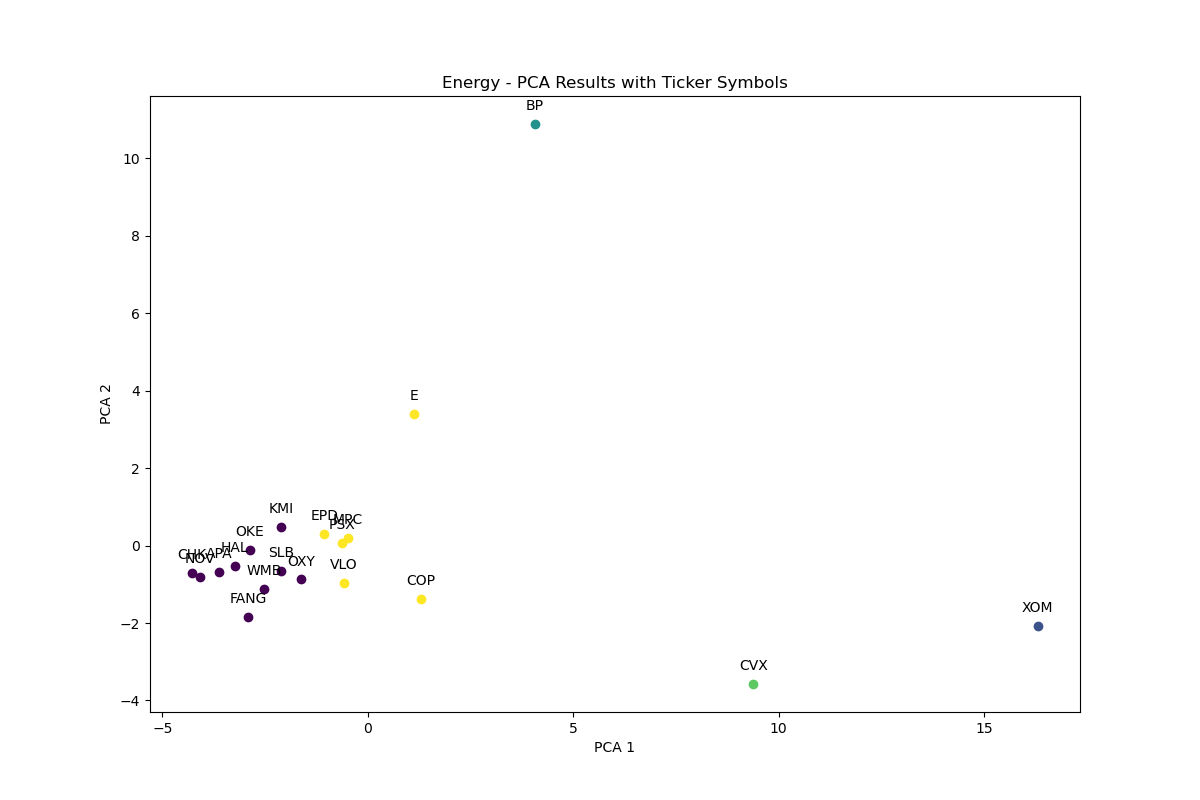 Energy - PCA Results with Ticker Symbols
BP
10
8
6
PCA 2
4
E
2
KMI
EPD
MPC
PSX
OKE
0
HAL
CHK
APA
NOV
SLB
OXY
VLO
WMB
COP
FANG
XOM
−2
CVX
−4
−5
0
5
10
15
PCA 1